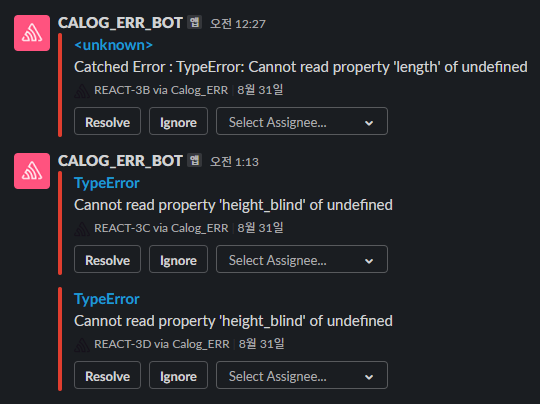 CALOG_ERR_BOT 앱 오전 12:27
<unknown>
Catched Error : TypeError: Cannot read property 'length' of undefined
REACT-3B via Calog_ERR | 8월 31일
Resolve Ignore Select Assignee...
CALOG_ERR_BOT 앱 오전 1:13
TypeError
Cannot read property 'height_blind' of undefined
REACT-3C via Calog_ERR | 8월 31일
Resolve Ignore Select Assignee...
TypeError
Cannot read property 'height_blind' of undefined
REACT-3D via Calog_ERR | 8월 31일
Resolve Ignore Select Assignee...